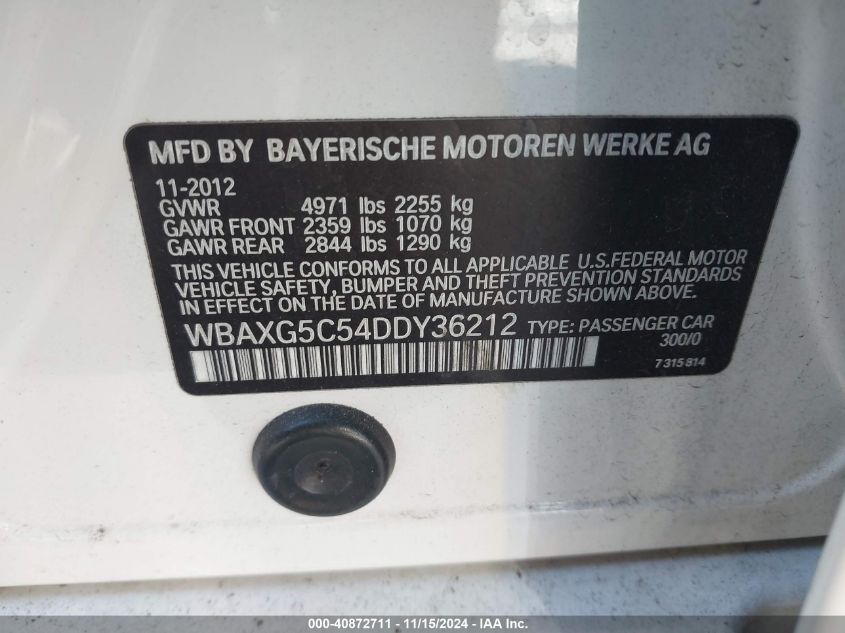 MFD BY BAYERISCHE MOTOREN WERKE AG
11-2012
GVWR 4971 lbs 2255 kg
GAWR FRONT 2359 lbs 1070 kg
GAWR REAR 2844 lbs 1290 kg
THIS VEHICLE CONFORMS TO ALL APPLICABLE U.S.FEDERAL MOTOR
VEHICLE SAFETY, BUMPER AND THEFT PREVENTION STANDARDS
IN EFFECT ON THE DATE OF MANUFACTURE SHOWN ABOVE.
WBAXG5C54DDY36212 TYPE: PASSENGER CAR
300/0
7315814
000-40872711 - 11/15/2024 - IAA Inc.